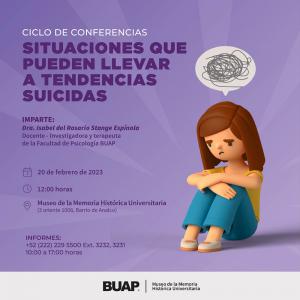 CICLO DE CONFERENCIAS
SITUACIONES QUE
PUEDEN LLEVAR
A TENDENCIAS
SUICIDAS
IMPARTE:
Dra. Isabel del Rosario Stange Espínola
Docente - Investigadora y terapeuta
de la Facultad de Psicología BUAP
20 de febrero de 2023
12:00 horas
Museo de la Memoria Histórica Universitaria
(3 oriente 1008, Barrio de Analco)
INFORMES:
+52 (222) 229 5500 Ext. 3232, 3231
10:00 a 17:00 horas
BUAP
Museo de la Memoria
Histórica Universitaria